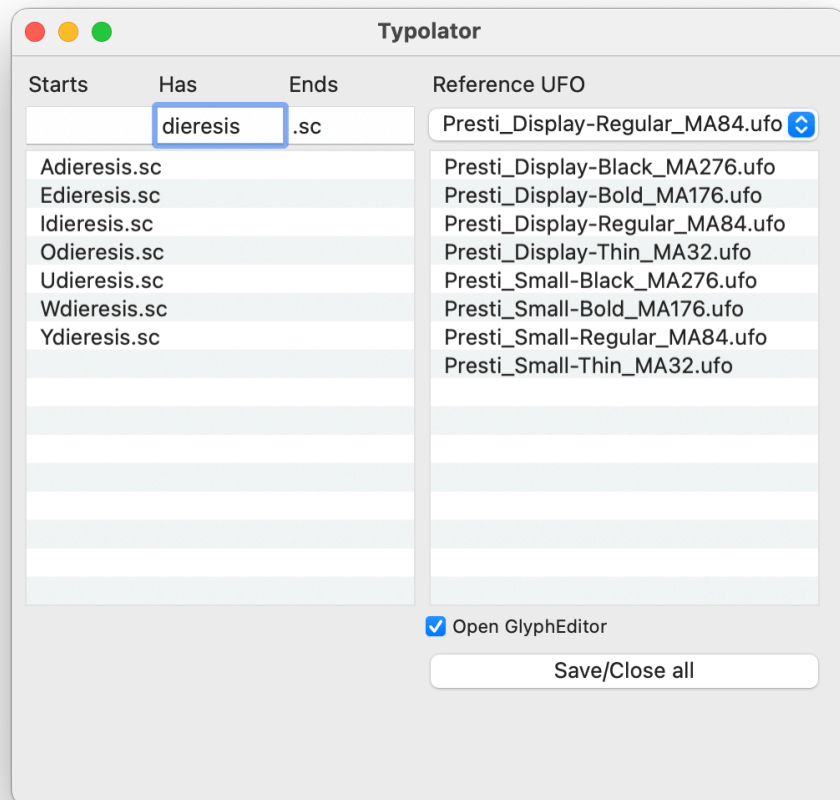 Typolator
Starts Has Ends Reference UFO
dieresis .sc Presti_Display-Regular_MA84.ufo
Adieresis.sc
Edieresis.sc
Idieresis.sc
Odieresis.sc
Udieresis.sc
Wdieresis.sc
Ydieresis.sc
Presti_Display-Black_MA276.ufo
Presti_Display-Bold_MA176.ufo
Presti_Display-Regular_MA84.ufo
Presti_Display-Thin_MA32.ufo
Presti_Small-Black_MA276.ufo
Presti_Small-Bold_MA176.ufo
Presti_Small-Regular_MA84.ufo
Presti_Small-Thin_MA32.ufo
Open GlyphEditor
Save/Close all